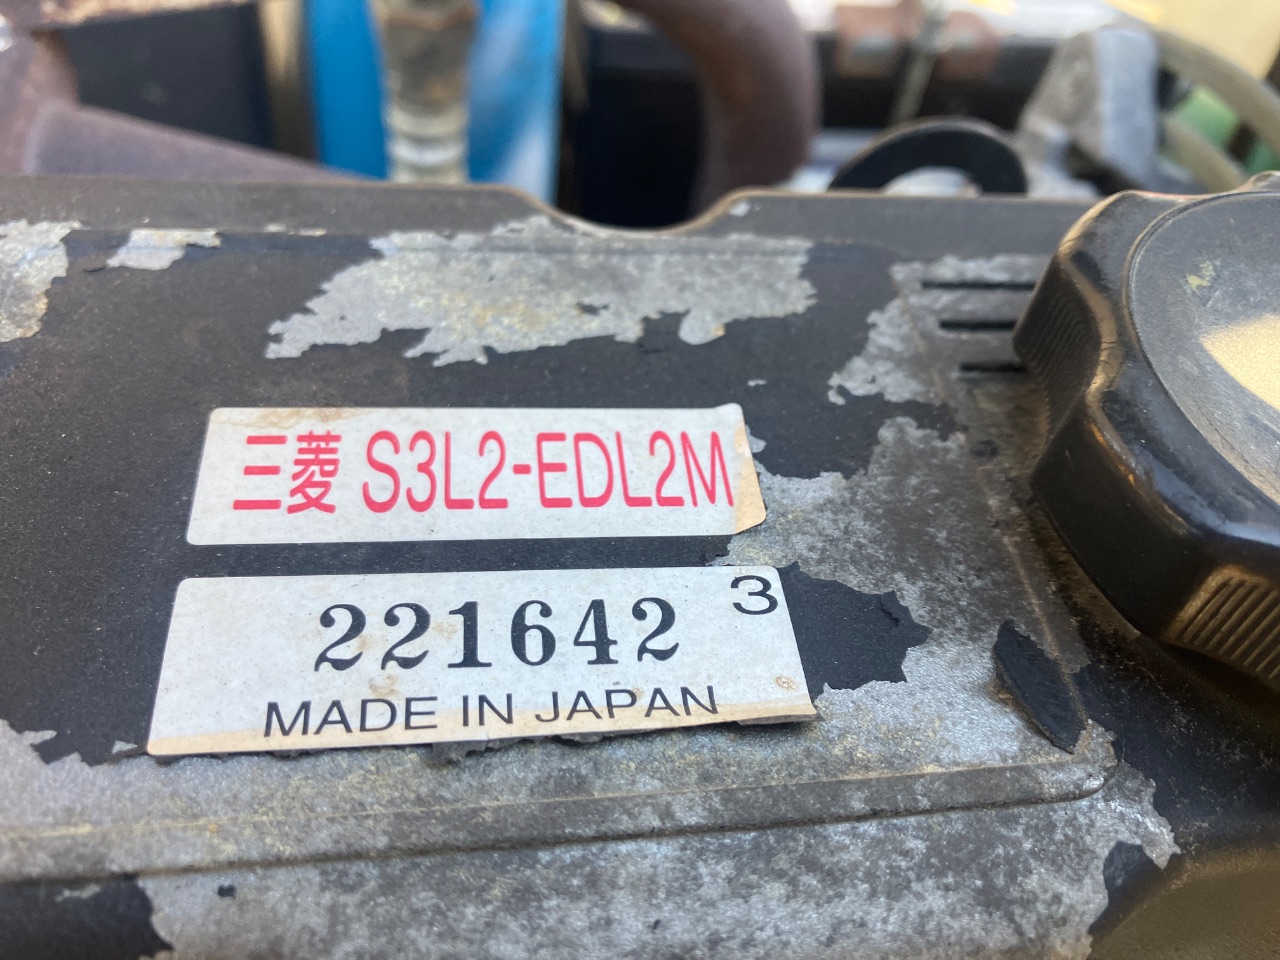 三菱 S3L2-EDL2M
221642 3
MADE IN JAPAN